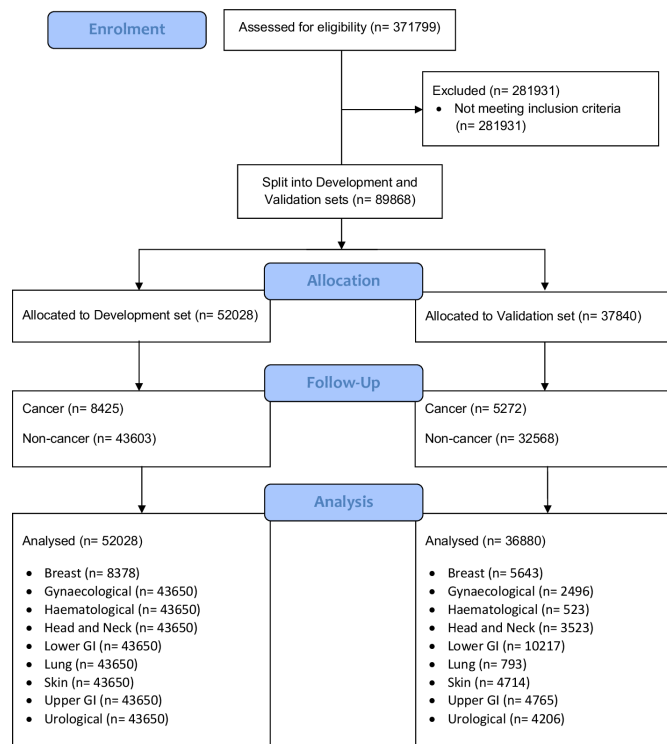 Enrolment
Assessed for eligibility (n= 371799)
Excluded (n= 281931)
• Not meeting inclusion criteria
(n= 281931)
Split into Development and
Validation sets (n= 89868)
Allocation
Allocated to Development set (n= 52028)
Allocated to Validation set (n= 37840)
Follow-Up
Cancer (n= 8425)
Non-cancer (n= 43603)
Cancer (n= 5272)
Non-cancer (n= 32568)
Analysis
Analysed (n= 52028)
• Breast (n= 8378)
• Gynaecological (n= 43650)
• Haematological (n= 43650)
• Head and Neck (n= 43650)
• Lower GI (n= 43650)
• Lung (n= 43650)
• Skin (n= 43650)
• Upper GI (n= 43650)
• Urological (n= 43650)
Analysed (n= 36880)
• Breast (n= 5643)
• Gynaecological (n= 2496)
• Haematological (n= 523)
• Head and Neck (n= 3523)
• Lower GI (n= 10217)
• Lung (n= 793)
• Skin (n= 4714)
• Upper GI (n= 4765)
• Urological (n= 4206)